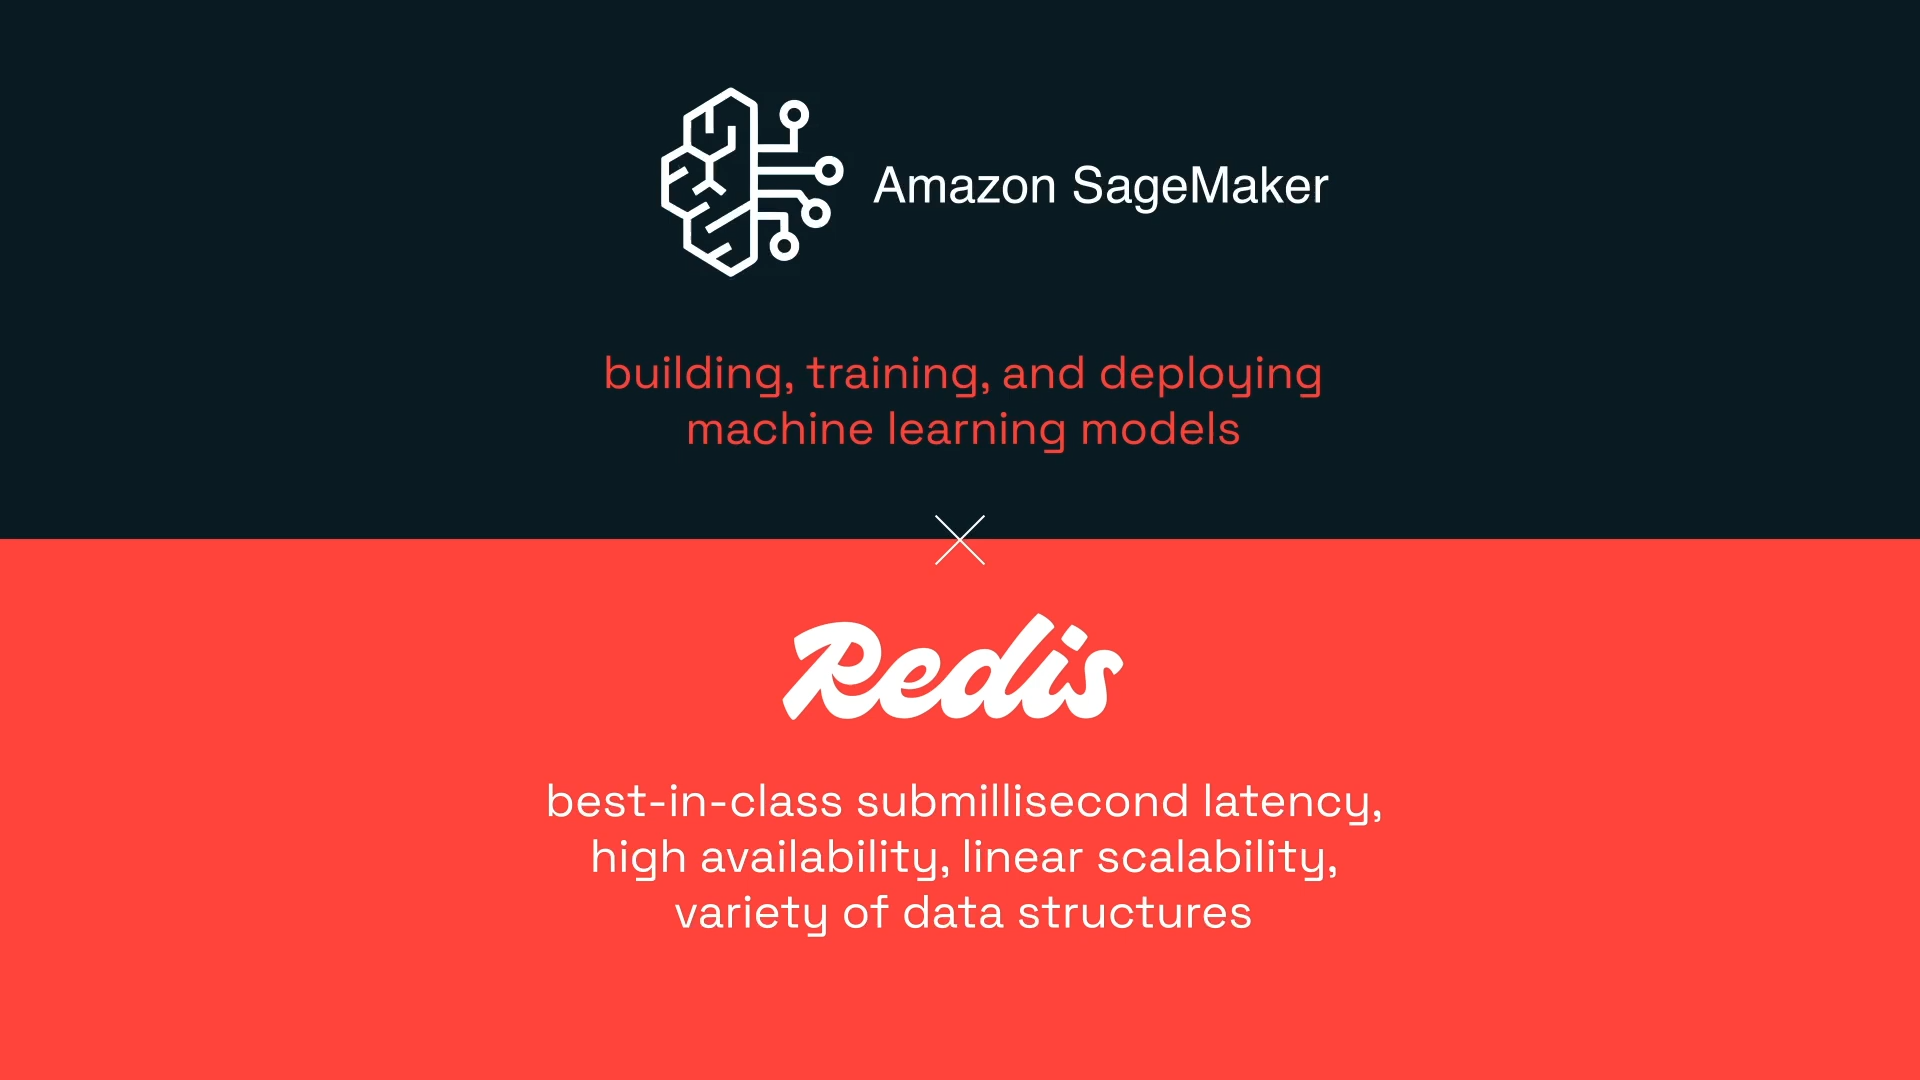 Amazon SageMaker
building, training, and deploying
machine learning models
Redis
best-in-class submillisecond latency,
high availability, linear scalability,
variety of data structures